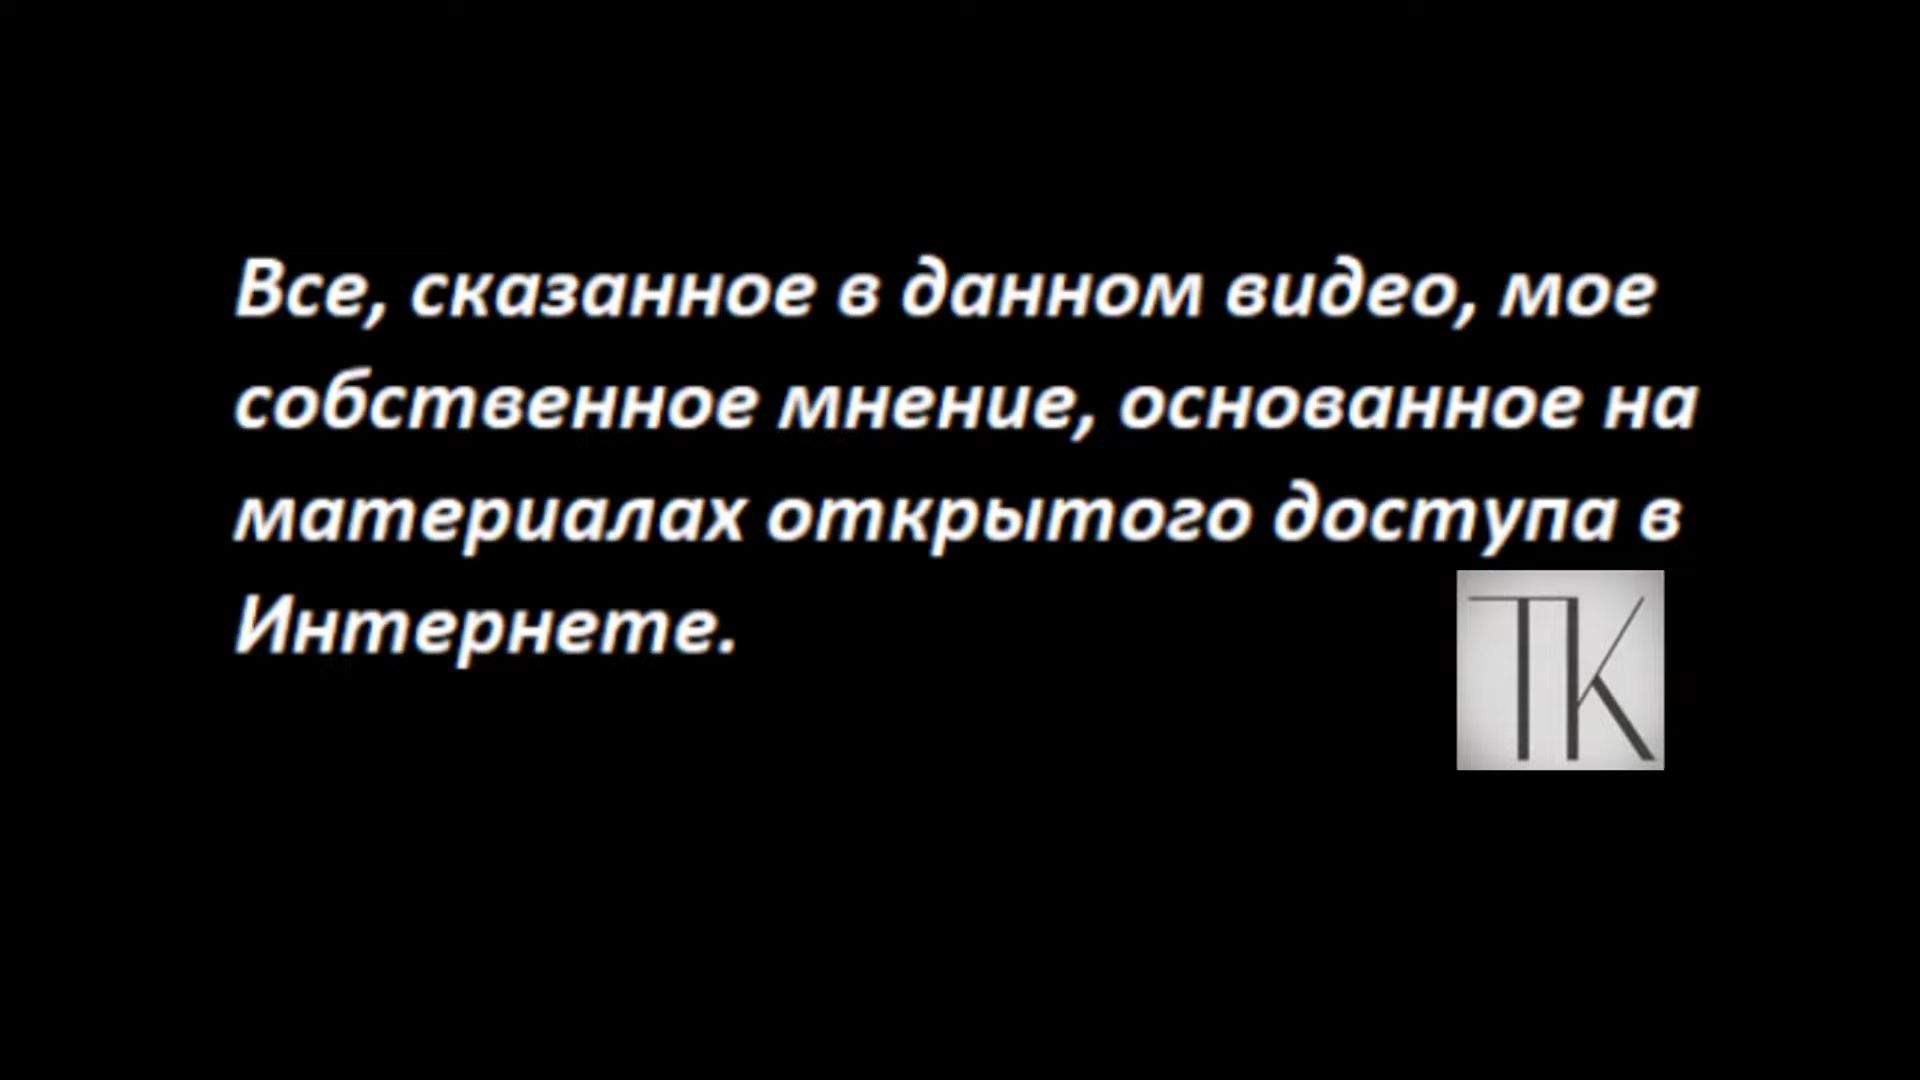 Все, сказанное в данном видео, мое
собственное мнение, основанное на
материалах открытого доступа в
Интернете.
TK